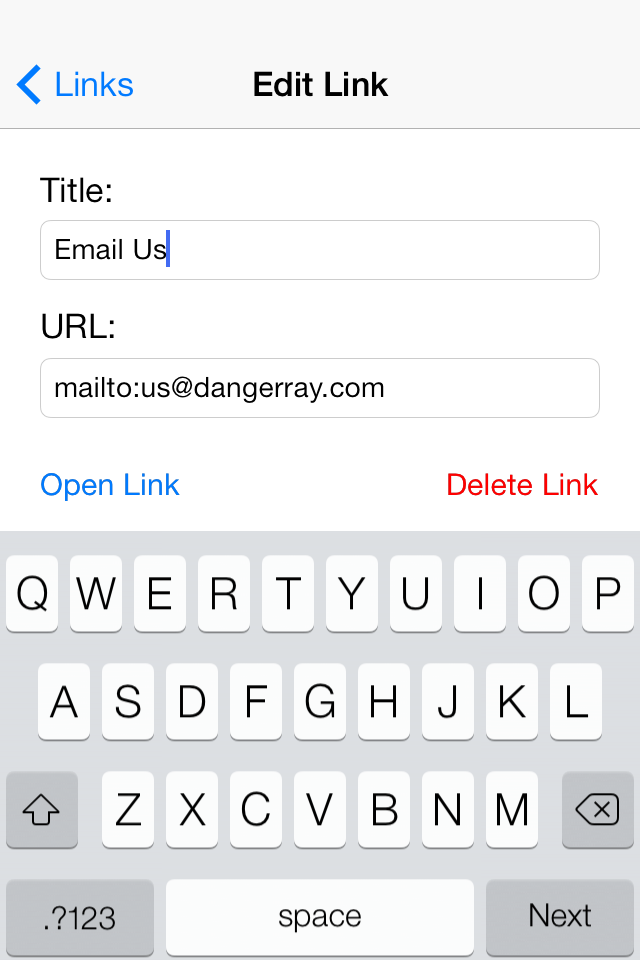 Links Edit Link
Title:
Email Us
URL:
mailto:us@dangerray.com
Open Link Delete Link
Q W E R T Y U I O P
A S D F G H J K L
Z X C V B N M
.?123 space Next